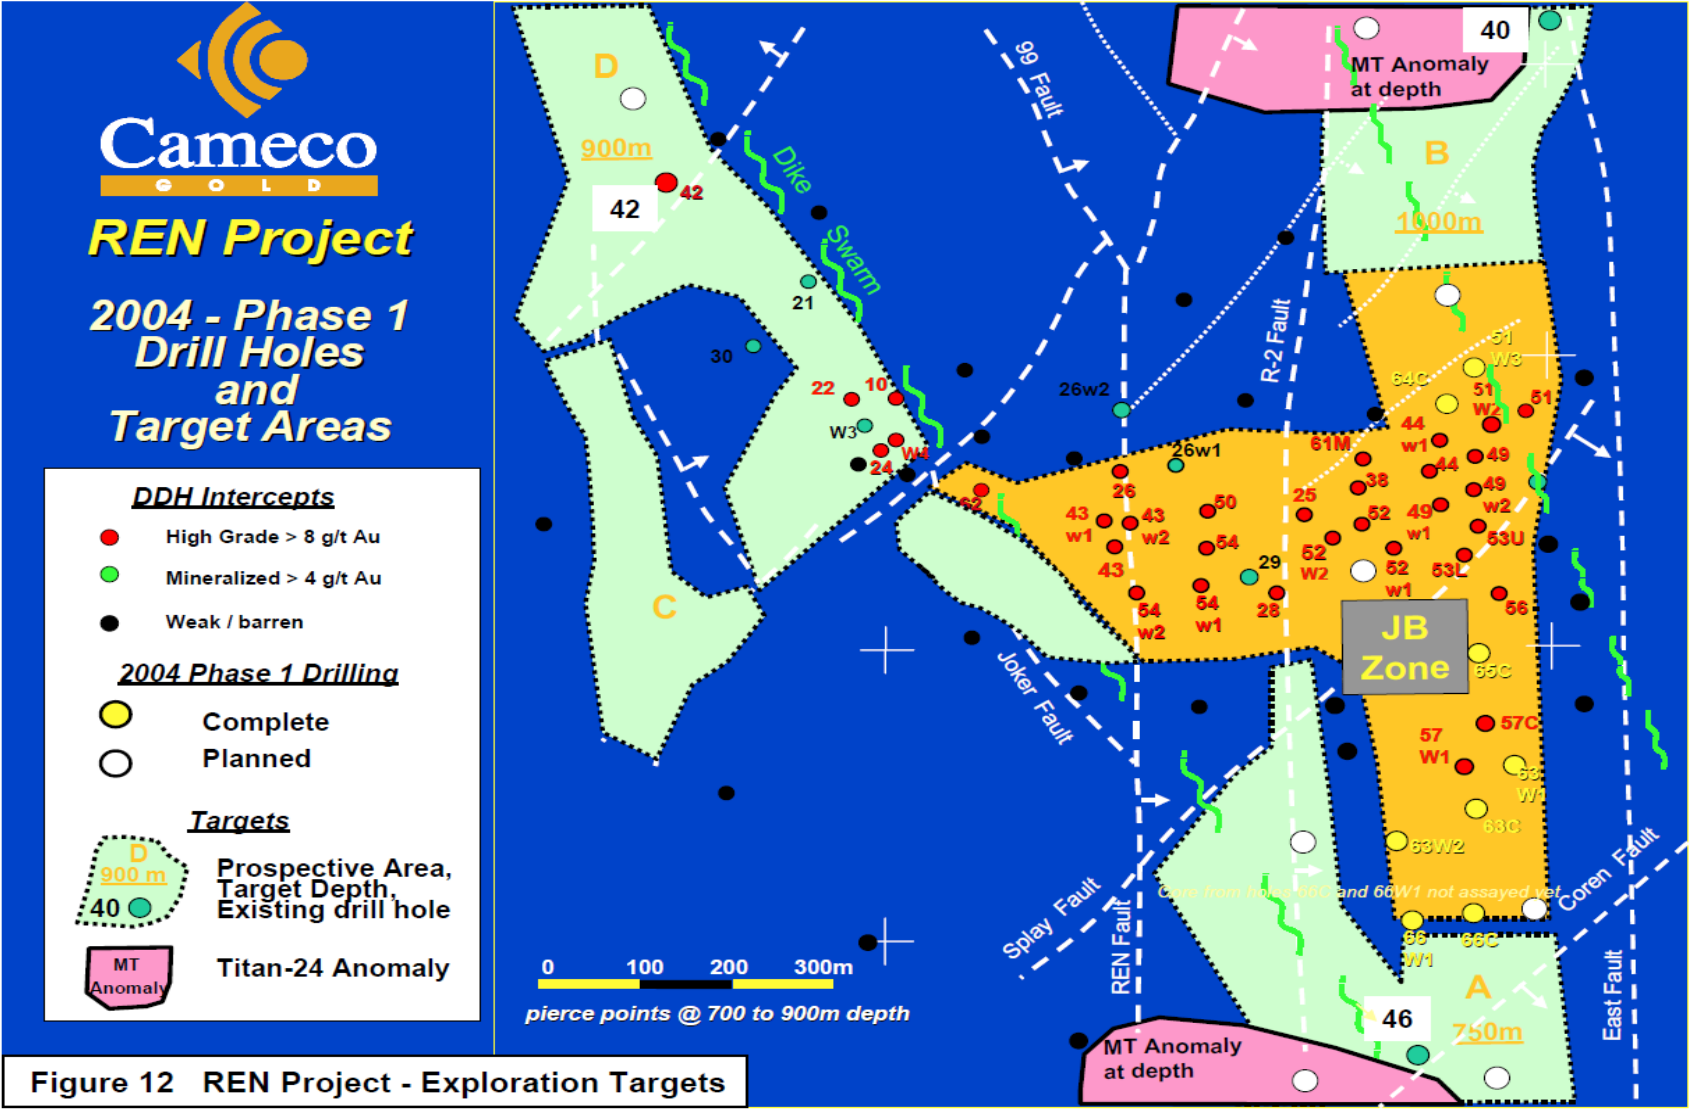 Cameco
GOLD
REN Project
2004 - Phase 1
Drill Holes
and
Target Areas
DDH Intercepts
High Grade > 8 g/t Au
Mineralized > 4 g/t Au
Weak / barren
2004 Phase 1 Drilling
Complete
Planned
Targets
D
900 m
40
Prospective Area,
Target Depth,
Existing drill hole
MT
Anomaly
Titan-24 Anomaly
Figure 12 REN Project - Exploration Targets
D
900m
42
42
Dike
Swarm
21
30
22
10
W3
W4
24
C
99 Fault
MT Anomaly
at depth
40
B
1000m
R-2 Fault
26w2
26w1
51
W3
64C
51
W2
51
44
w1
61M
44
49
38
49
w2
62
26
43
w1
43
w2
43
50
54
25
52
49
w1
53U
52
W2
52
w1
53L
29
28
54
w2
54
w1
56
JB
Zone
65C
57C
57
W1
63
W1
63C
63W2
Joker Fault
Splay Fault
REN Fault
Core from holes 66C and 66W1 not assayed yet
Coren Fault
East Fault
66
W1
66C
A
750m
46
MT Anomaly
at depth
0 100 200 300m
pierce points @ 700 to 900m depth